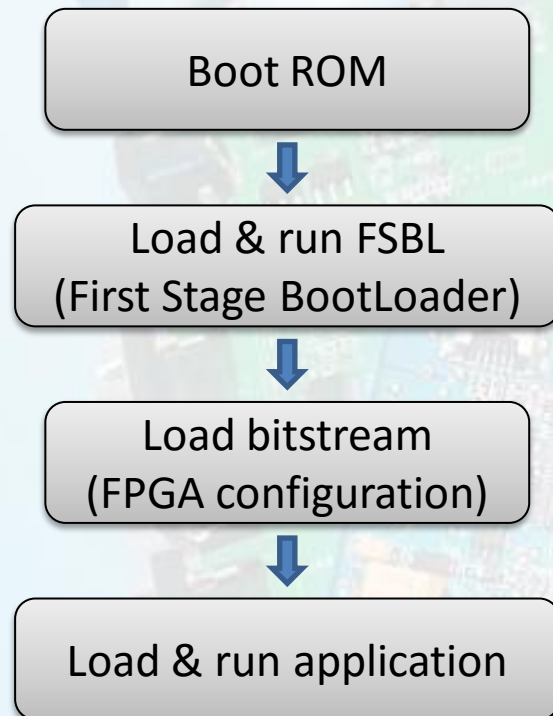 Boot ROM
Load & run FSBL
(First Stage BootLoader)
Load bitstream
(FPGA configuration)
Load & run application